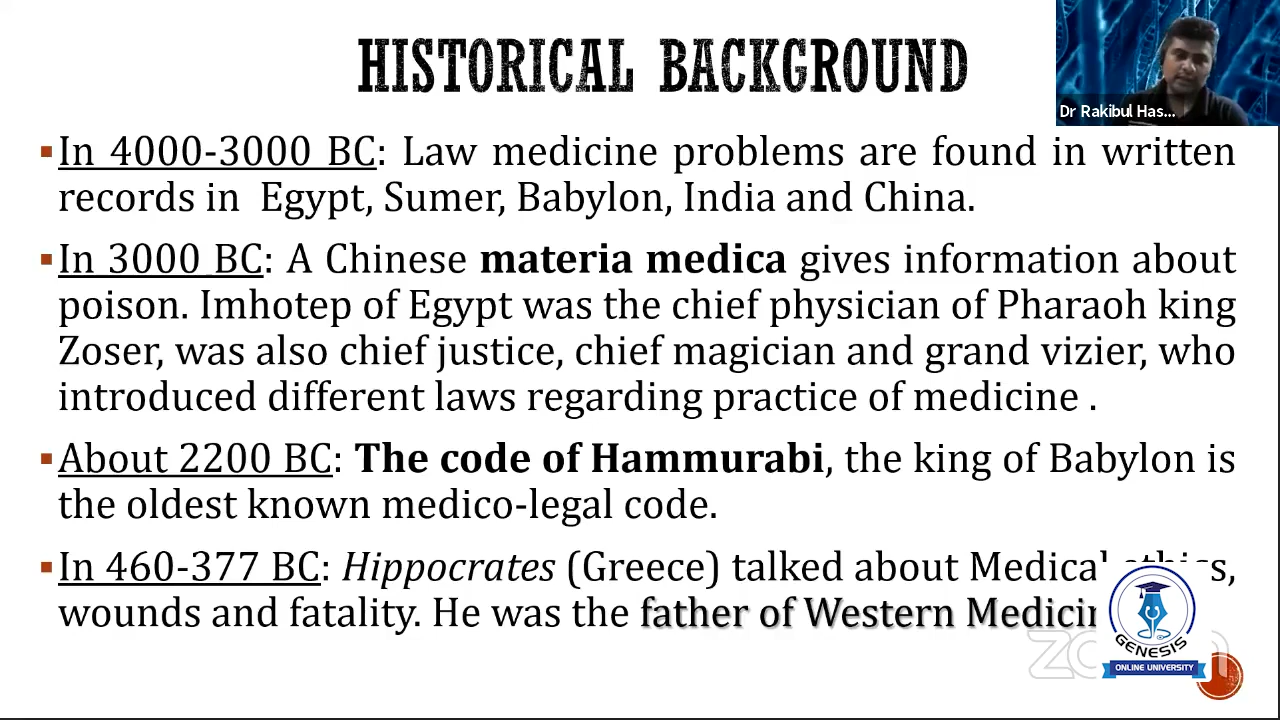 HISTORICAL BACKGROUND
Dr Rakibul Has...
▪In 4000-3000 BC: Law medicine problems are found in written
records in Egypt, Sumer, Babylon, India and China.
▪In 3000 BC: A Chinese materia medica gives information about
poison. Imhotep of Egypt was the chief physician of Pharaoh king
Zoser, was also chief justice, chief magician and grand vizier, who
introduced different laws regarding practice of medicine .
▪About 2200 BC: The code of Hammurabi, the king of Babylon is
the oldest known medico-legal code.
▪In 460-377 BC: Hippocrates (Greece) talked about Medical ethics,
wounds and fatality. He was the father of Western Medicin
GENESIS
ONLINE UNIVERSITY